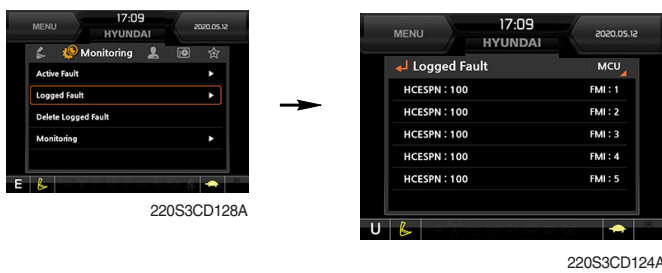 MENU
17:09
2020.05.12
HYUNDAI
Monitoring
Active Fault
Logged Fault
Delete Logged Fault
Monitoring
E
220S3CD128A
MENU
17:09
2020.05.12
HYUNDAI
Logged Fault
MCU
HCESPN : 100 FMI : 1
HCESPN : 100 FMI : 2
HCESPN : 100 FMI : 3
HCESPN : 100 FMI : 4
HCESPN : 100 FMI : 5
U
220S3CD124A